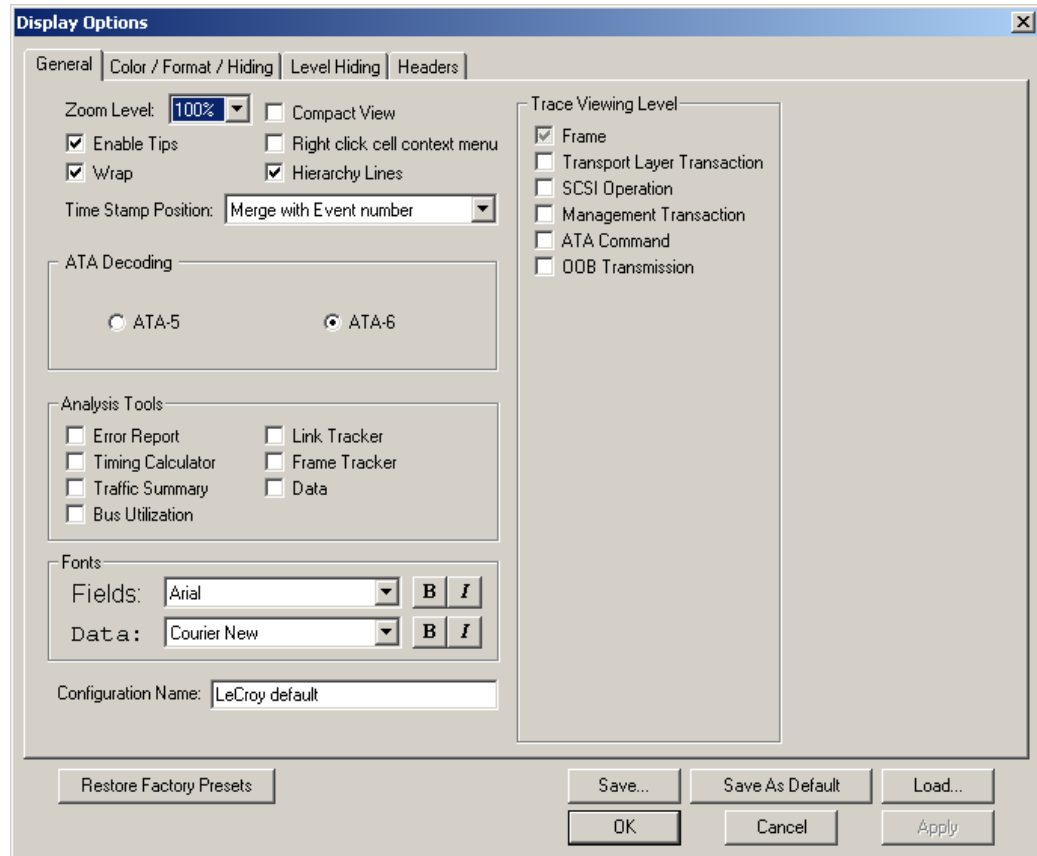 Display Options
General
Color / Format / Hiding
Level Hiding
Headers
Zoom Level: 100%
Compact View
Enable Tips
Right click cell context menu
Wrap
Hierarchy Lines
Time Stamp Position: Merge with Event number
ATA Decoding
ATA-5
ATA-6
Analysis Tools
Error Report
Link Tracker
Timing Calculator
Frame Tracker
Traffic Summary
Data
Bus Utilization
Fonts
Fields: Arial B I
Data: Courier New B I
Configuration Name: LeCroy default
Trace Viewing Level
Frame
Transport Layer Transaction
SCSI Operation
Management Transaction
ATA Command
OOB Transmission
Restore Factory Presets
Save...
Save As Default
Load...
OK
Cancel
Apply